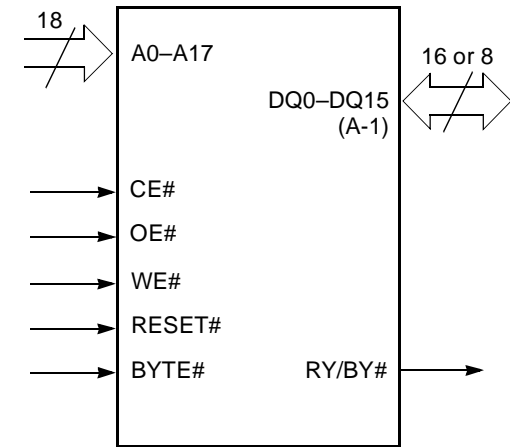 18
A0–A17
16 or 8
DQ0–DQ15
(A-1)
CE#
OE#
WE#
RESET#
BYTE#
RY/BY#